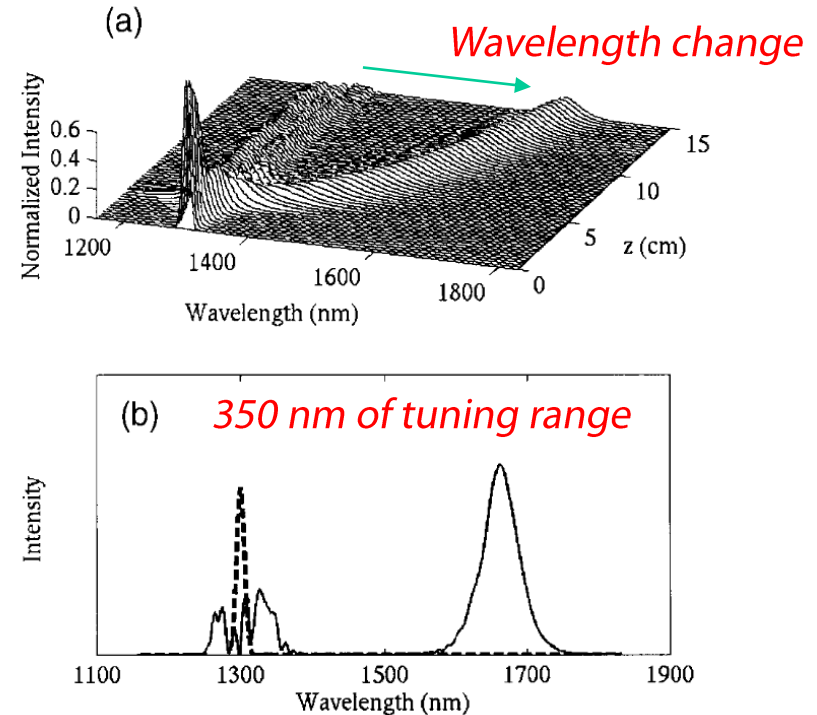 (a)
Wavelength change
Normalized Intensity
0.6
0.4
0.2
0
1200
1400
1600
1800
Wavelength (nm)
0
5
10
15
z (cm)
(b)
350 nm of tuning range
Intensity
1100
1300
1500
1700
1900
Wavelength (nm)